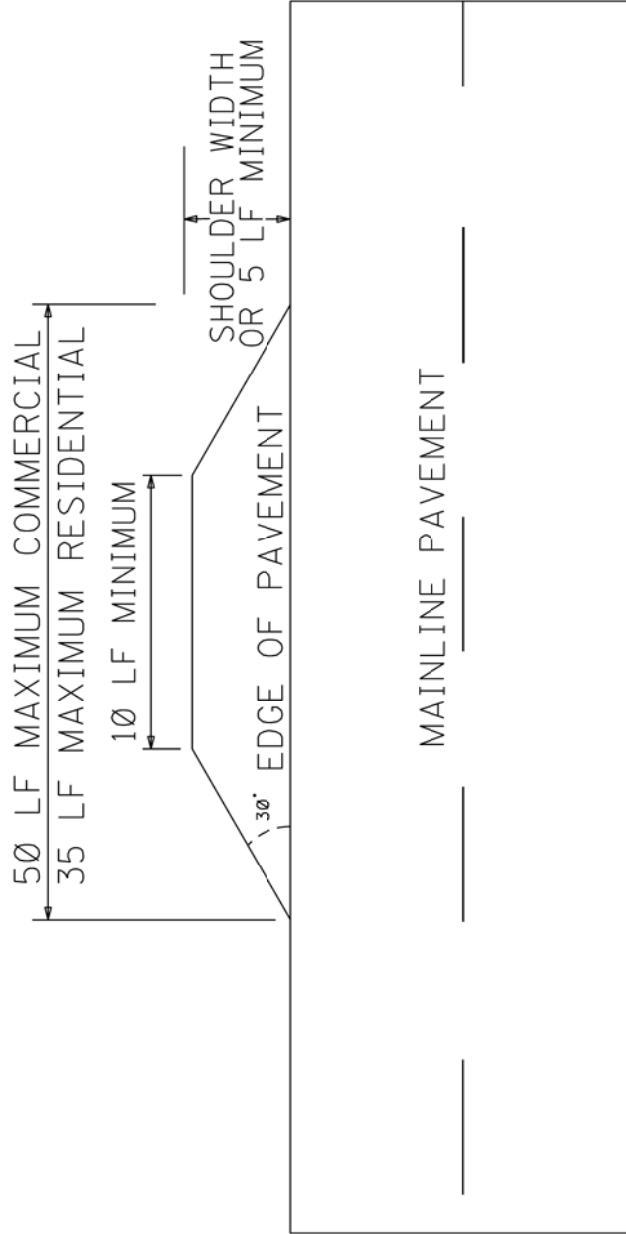 50 LF MAXIMUM COMMERCIAL
35 LF MAXIMUM RESIDENTIAL
10 LF MINIMUM
SHOULDER WIDTH
OR 5 LF MINIMUM
30°
EDGE OF PAVEMENT
MAINLINE PAVEMENT